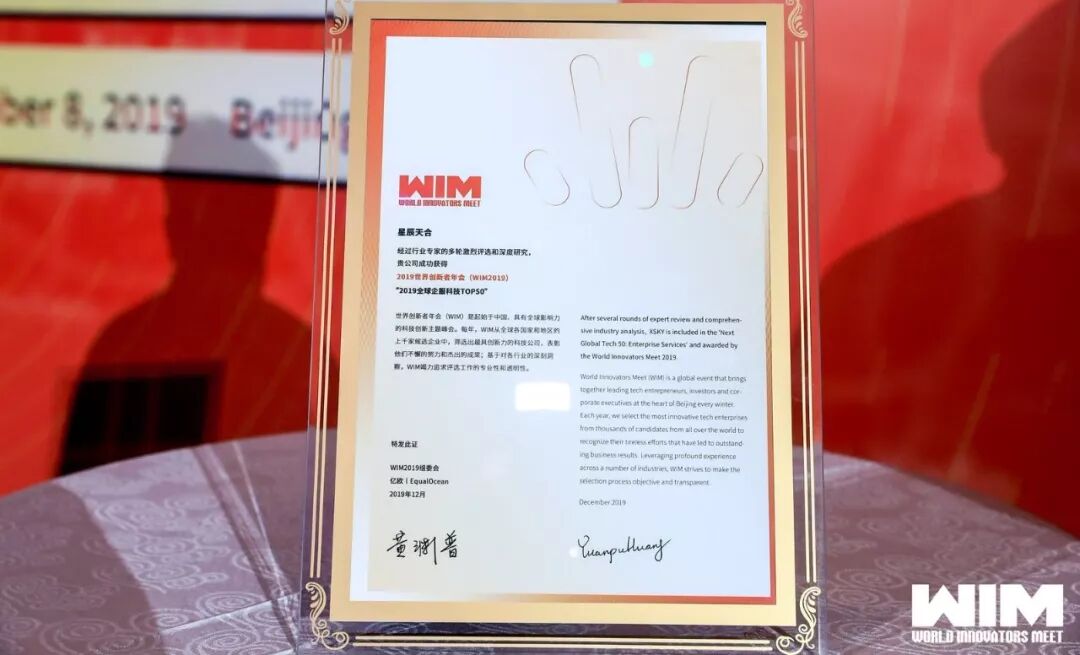 ber 8, 2019 Beijing
WIM
WORLD INNOVATORS MEET
星辰天合
经过行业专家的多轮激烈评选和深度研究，
贵公司成功获得
2019世界创新者年会（WIM2019）
“2019全球企服科技TOP50”
世界创新者年会（WIM）是起始于中国，具有全球影响力
的科技创新主题峰会。每年，WIM从全球各国家和地区的
上千家候选企业中，筛选出最具创新力的科技公司，表彰
他们不懈的努力和杰出的成果；基于对各行业的深刻洞
察，WIM竭力追求评选工作的专业性和透明性。
特发此证
WIM2019组委会
亿欧 | EqualOcean
2019年12月
After several rounds of expert review and comprehen-
sive industry analysis, XSKY is included in the 'Next
Global Tech 50: Enterprise Services' and awarded by
the World Innovators Meet 2019.
World Innovators Meet (WIM) is a global event that brings
together leading tech entrepreneurs, investors and cor-
porate executives at the heart of Beijing every winter.
Each year, we select the most innovative tech enterprises
from thousands of candidates from all over the world to
recognize their tireless efforts that have led to outstand-
ing business results. Leveraging profound experience
across a number of industries, WIM strives to make the
selection process objective and transparent.
December 2019
黄渊普
Yuanpu Huang
WIM
WORLD INNOVATORS MEET